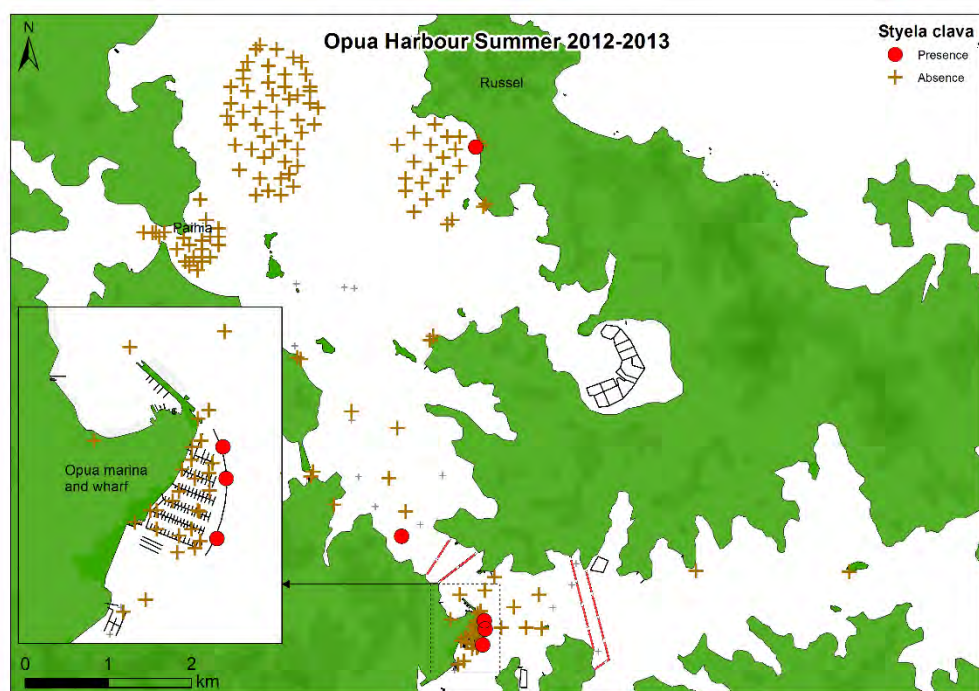 N
Opua Harbour Summer 2012-2013
Styela clava
Presence
Absence
Russel
Paihia
Opua marina
and wharf
0 1 2
km